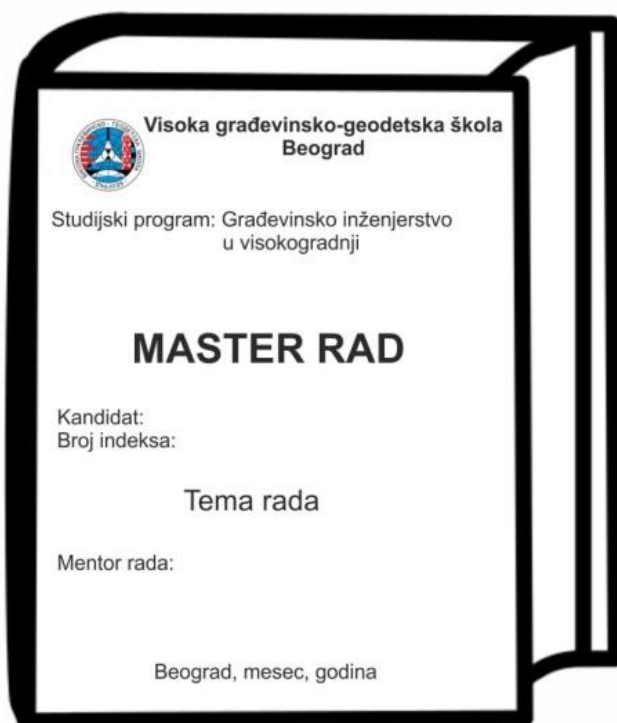 Visoka građevinsko-geodetska škola
Beograd
Studijski program: Građevinsko inženjerstvo
u visokogradnji
MASTER RAD
Kandidat:
Broj indeksa:
Tema rada
Mentor rada:
Beograd, mesec, godina